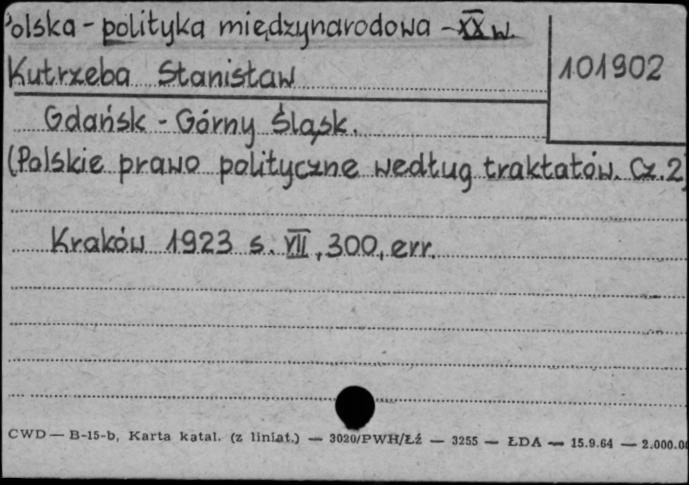 Polska - polityka międzynarodowa - XX w.
Kutrzeba Stanisław
101902
Gdańsk - Górny Śląsk.
(Polskie prawo polityczne według traktatów. Cz. 2)
Kraków 1923 s. VII, 300, err.
CWD — B-15-b, Karta katal. (z liniat.) — 3020/PWH/Łź — 3255 — ŁDA — 15.9.64 — 2.000.00